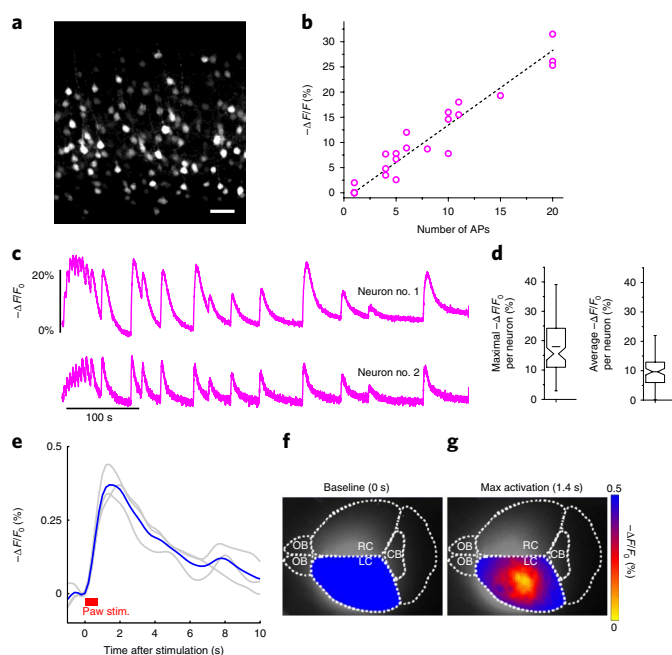 a
b
−ΔF/F (%)
35
30
25
20
15
10
5
0
0
5
10
15
20
Number of APs
c
20%
0%
−ΔF/F0
Neuron no. 1
Neuron no. 2
100 s
d
Maximal −ΔF/F0
per neuron (%)
40
30
20
10
0
Average −ΔF/F0
per neuron (%)
40
30
20
10
0
e
−ΔF/F0 (%)
0.5
0.25
0
Paw stim.
0
2
4
6
8
10
Time after stimulation (s)
f
Baseline (0 s)
OB
OB
RC
LC
CB
g
Max activation (1.4 s)
OB
OB
RC
LC
CB
0.5
−ΔF/F0 (%)
0